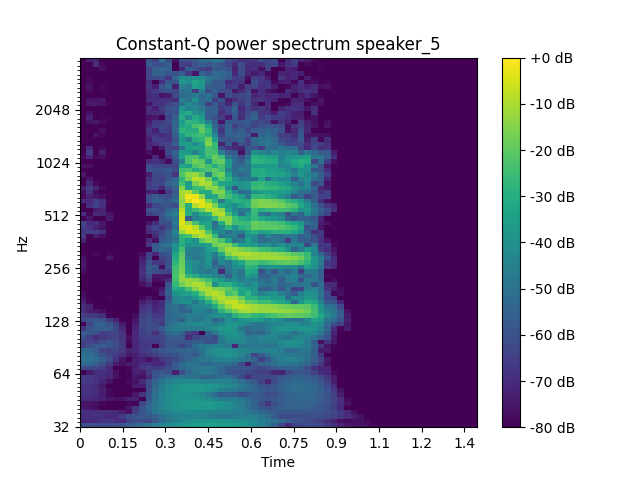 Constant-Q power spectrum speaker_5
Hz
2048
1024
512
256
128
64
32
0 0.15 0.3 0.45 0.6 0.75 0.9 1.1 1.2 1.4
Time
+0 dB
-10 dB
-20 dB
-30 dB
-40 dB
-50 dB
-60 dB
-70 dB
-80 dB